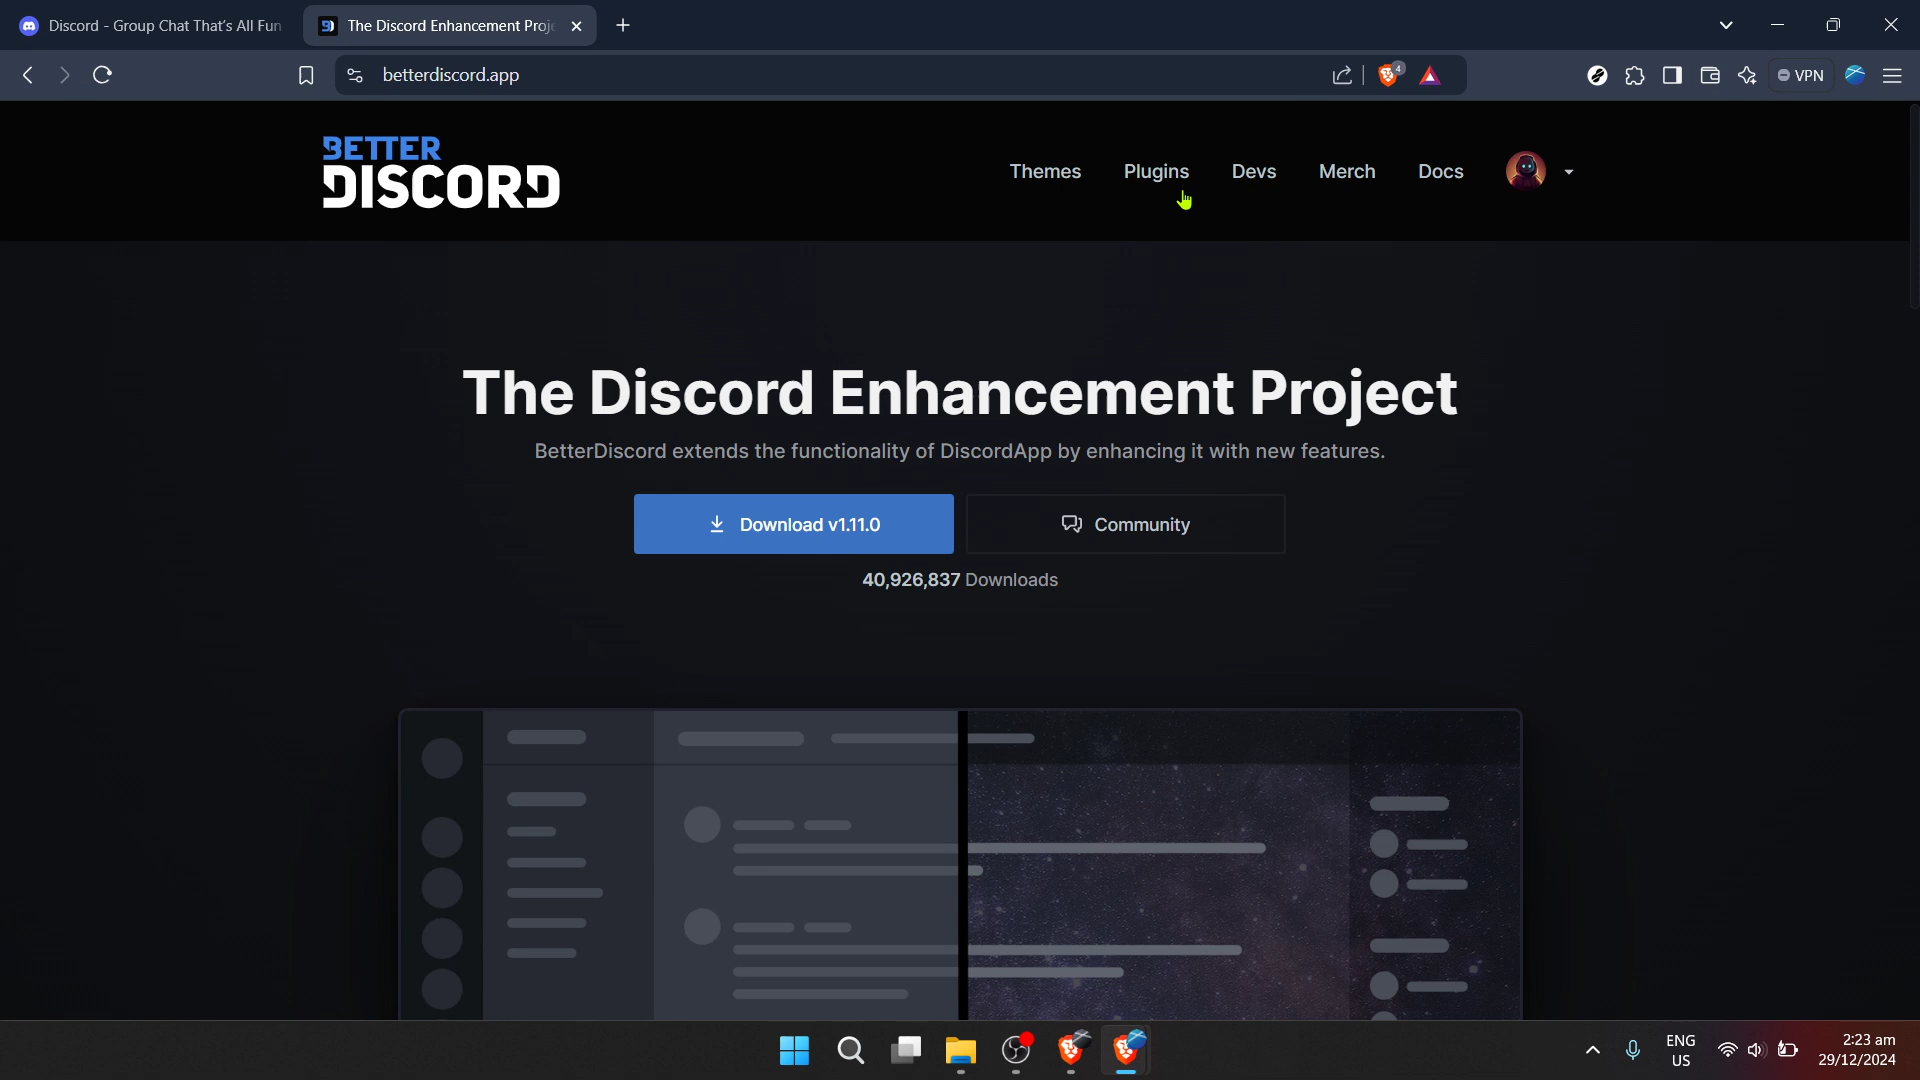 Discord - Group Chat That's All Fun
The Discord Enhancement Proje
betterdiscord.app
4
VPN
BETTER
DISCORD
Themes
Plugins
Devs
Merch
Docs
The Discord Enhancement Project
BetterDiscord extends the functionality of DiscordApp by enhancing it with new features.
Download v1.11.0
Community
40,926,837 Downloads
ENG
US
2:23 am
29/12/2024